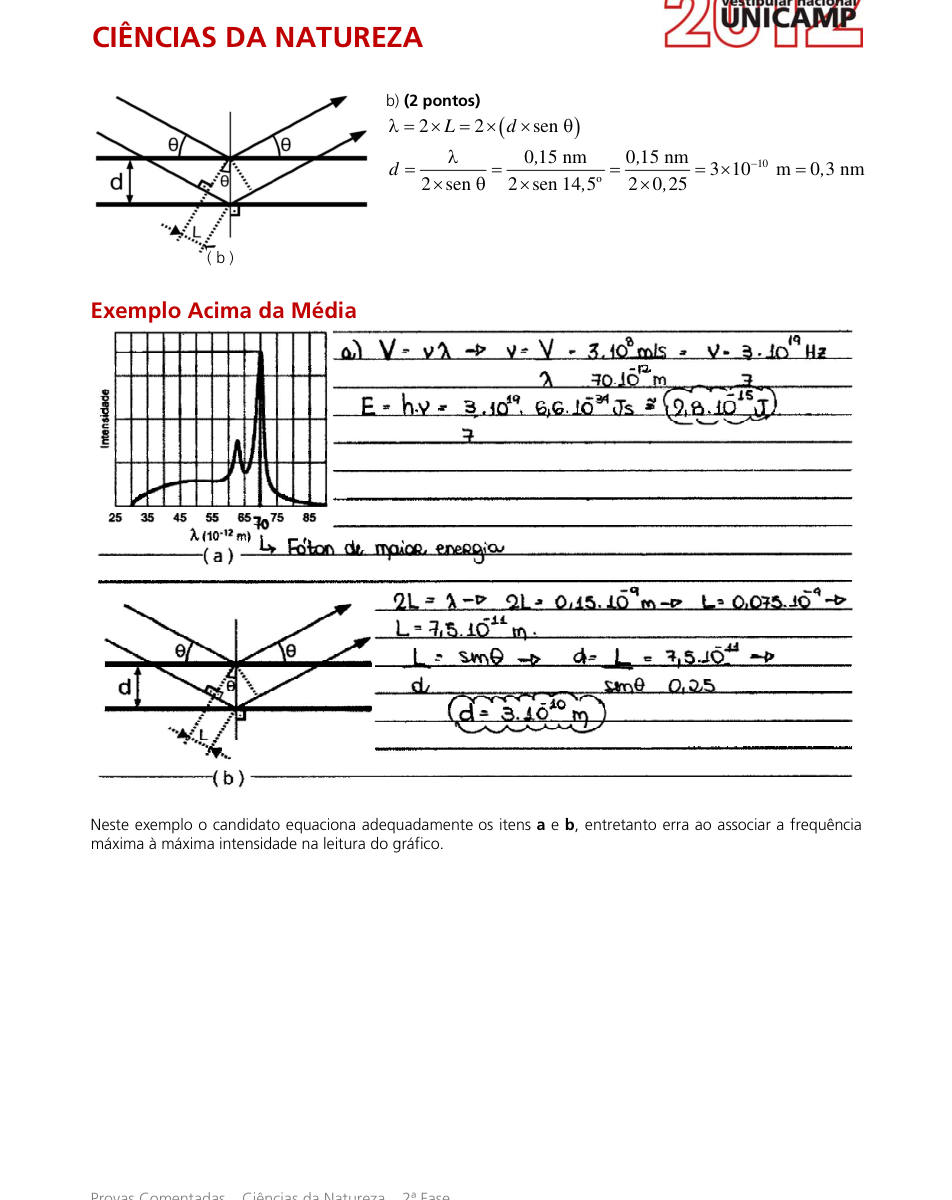 CIÊNCIAS DA NATUREZA
2012 vestibular nacional
UNICAMP
b) (2 pontos)
λ = 2 × L = 2 × (d × sen θ)
d = λ / (2 × sen θ) = 0,15 nm / (2 × sen 14,5º) = 0,15 nm / (2 × 0,25) = 3×10⁻¹⁰ m = 0,3 nm
θ θ
d θ
L
(b)
Exemplo Acima da Média
Intensidade
25 35 45 55 65 70 75 85
λ (10⁻¹² m)
(a)
↳ Fóton de maior energia
a) V = νλ → ν = V/λ = 3.10⁸ m/s / 70.10⁻¹² m = ν = 3/7 . 10¹⁹ Hz
E = h.ν = 3/7 .10¹⁹. 6,6.10⁻³⁴ Js ≅ 2,8.10⁻¹⁵ J
θ θ
d θ
L
(b)
2L = λ → 2L = 0,15.10⁻⁹ m → L = 0,075.10⁻⁹ →
L = 7,5.10⁻¹¹ m.
L/d = senθ → d = L/senθ = 7,5.10⁻¹¹/0,25 →
d = 3.10⁻¹⁰ m
Neste exemplo o candidato equaciona adequadamente os itens a e b, entretanto erra ao associar a frequência
máxima à máxima intensidade na leitura do gráfico.
Provas Comentadas Ciências da Natureza 2ª Fase